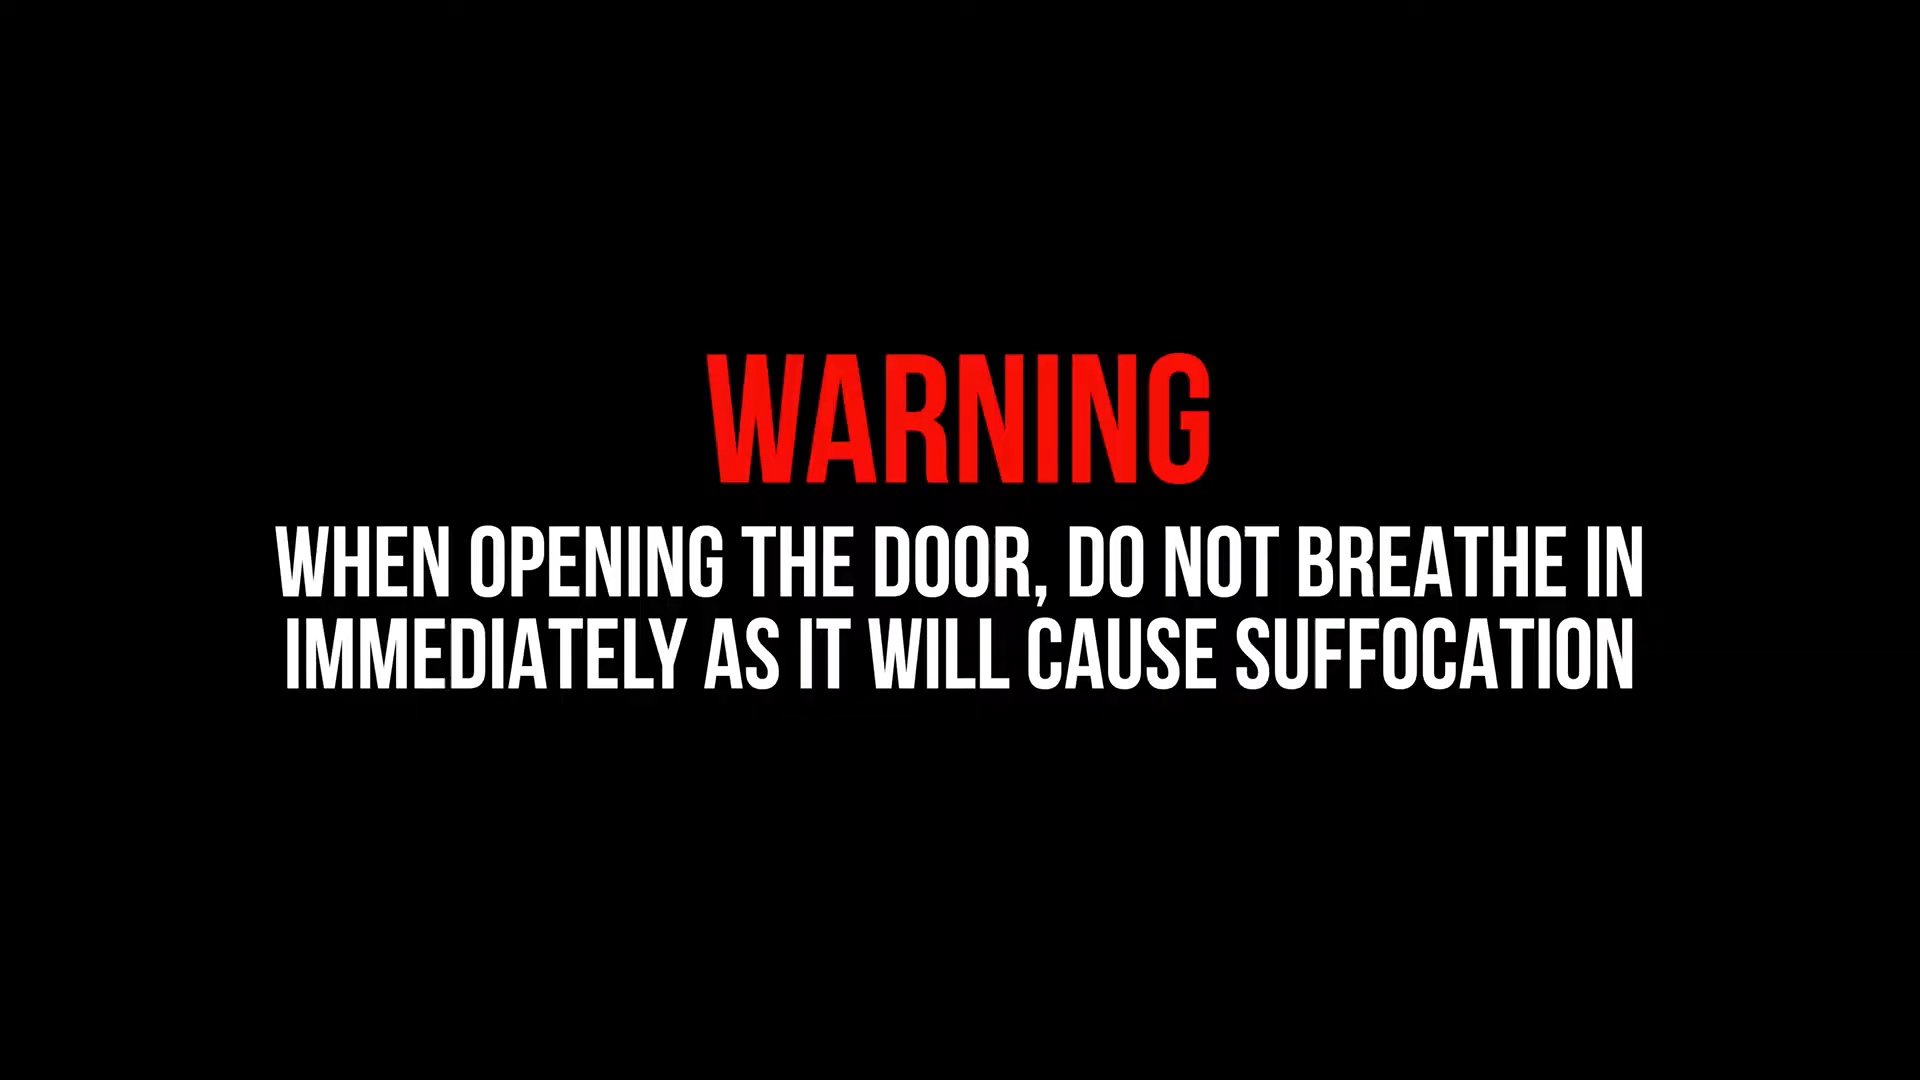 WARNING
WHEN OPENING THE DOOR, DO NOT BREATHE IN
IMMEDIATELY AS IT WILL CAUSE SUFFOCATION